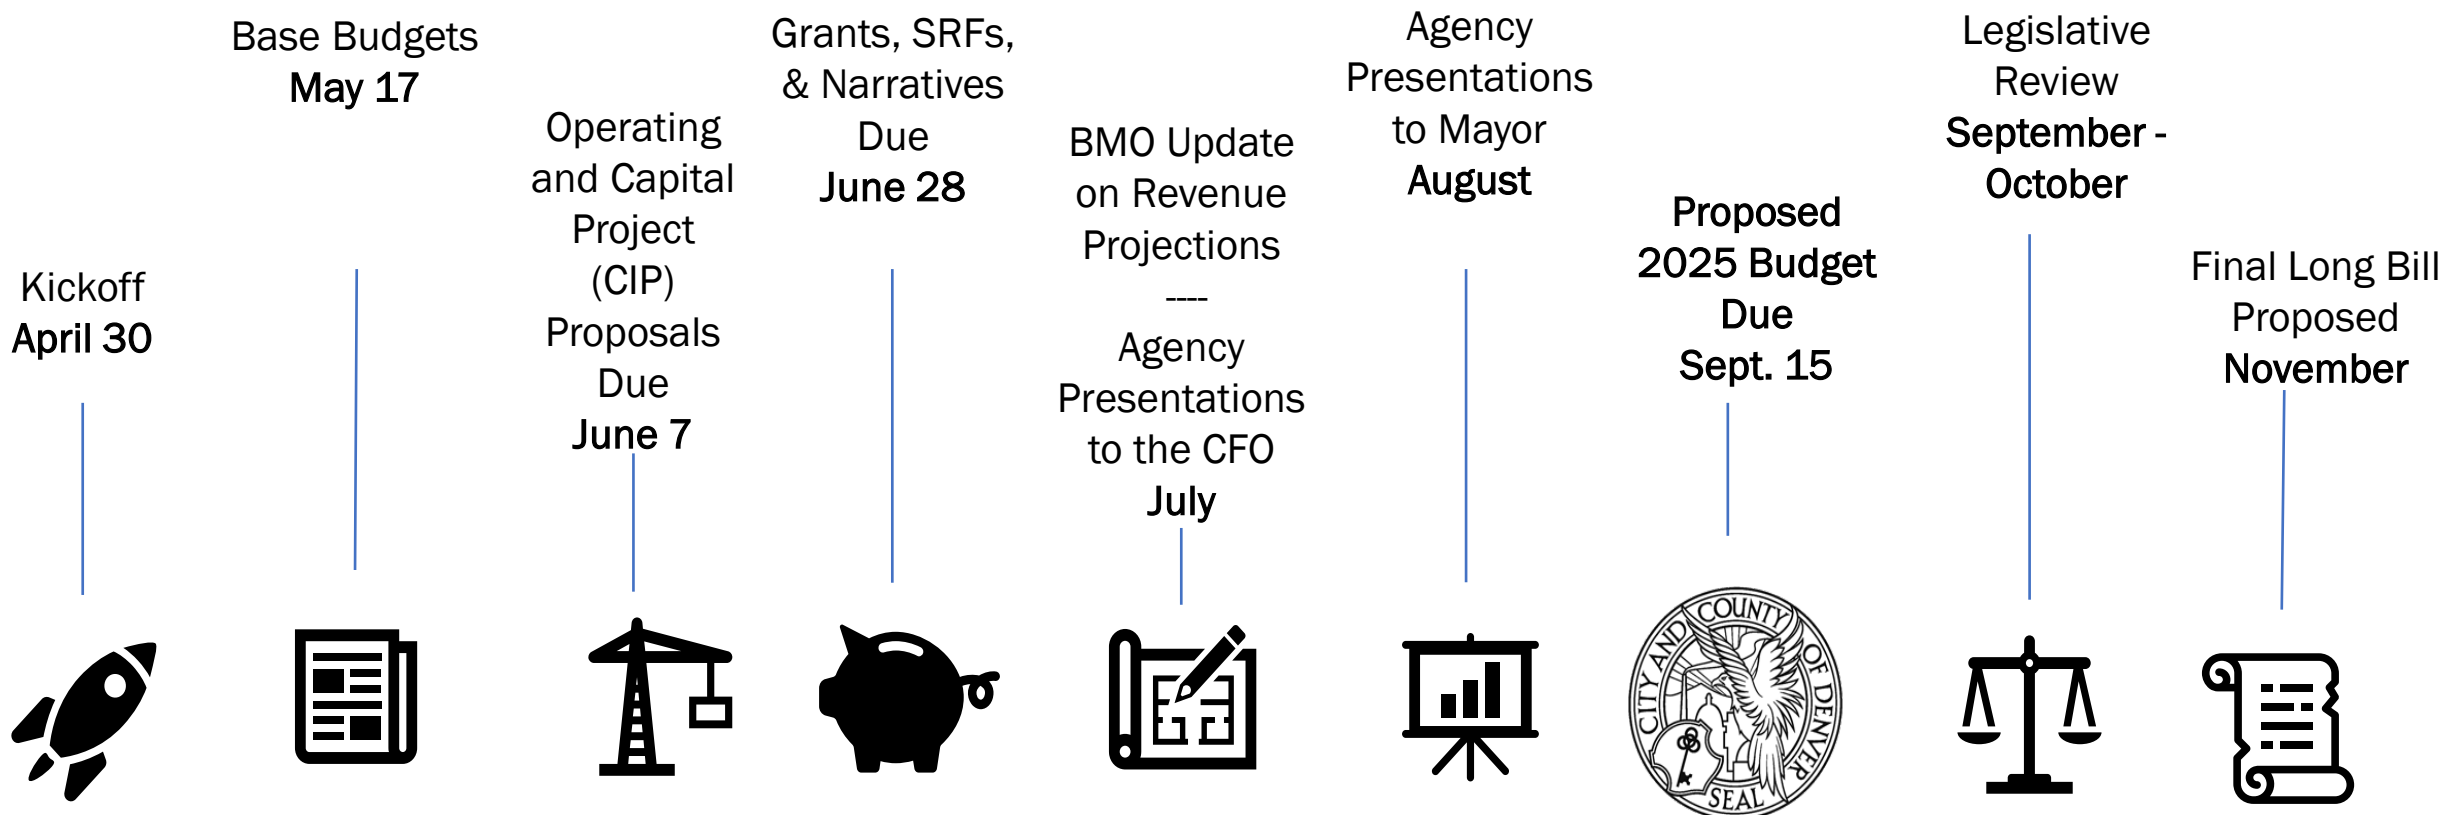 Kickoff
April 30
Base Budgets
May 17
Operating
and Capital
Project
(CIP)
Proposals
Due
June 7
Grants, SRFs,
& Narratives
Due
June 28
BMO Update
on Revenue
Projections
----
Agency
Presentations
to the CFO
July
Agency
Presentations
to Mayor
August
Proposed
2025 Budget
Due
Sept. 15
Legislative
Review
September -
October
Final Long Bill
Proposed
November
CITY AND COUNTY OF DENVER
SEAL